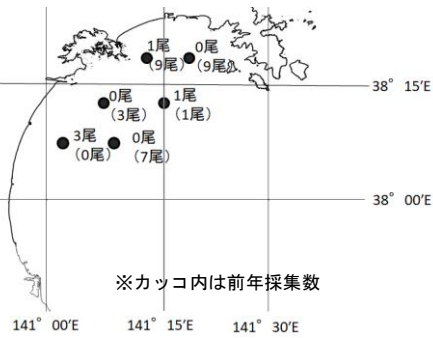 1尾 0尾
（9尾） （9尾）
38° 15′E
0尾 1尾
（3尾） （1尾）
3尾 0尾
（0尾） （7尾）
38° 00′E
※カッコ内は前年採集数
141° 00′E 141° 15′E 141° 30′E